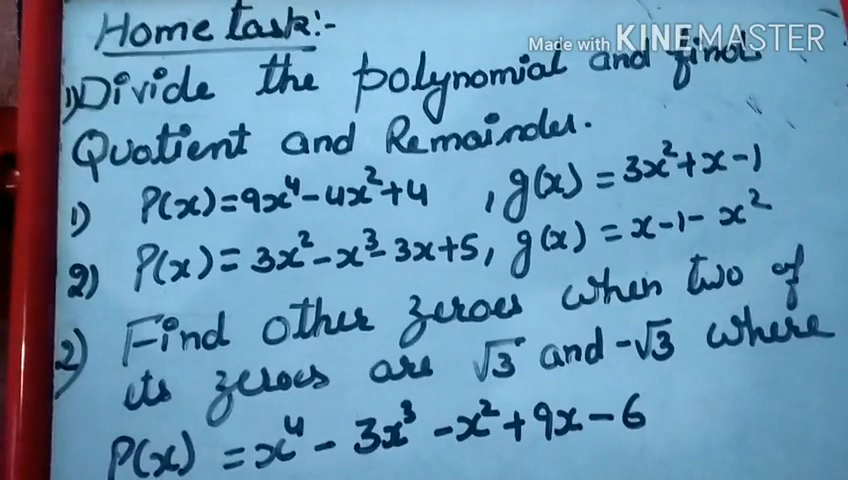 Home task:-
Made with KINEMASTER
1) Divide the polynomial and find
Quotient and Remainder.
1) P(x)=9x⁴-4x²+4 , g(x) = 3x²+x-1
2) P(x)= 3x²-x³-3x+5, g(x) = x-1-x²
2) Find other zeroes when two of
its zeroes are √3 and -√3 where
P(x) = x⁴ - 3x³ - x² + 9x - 6